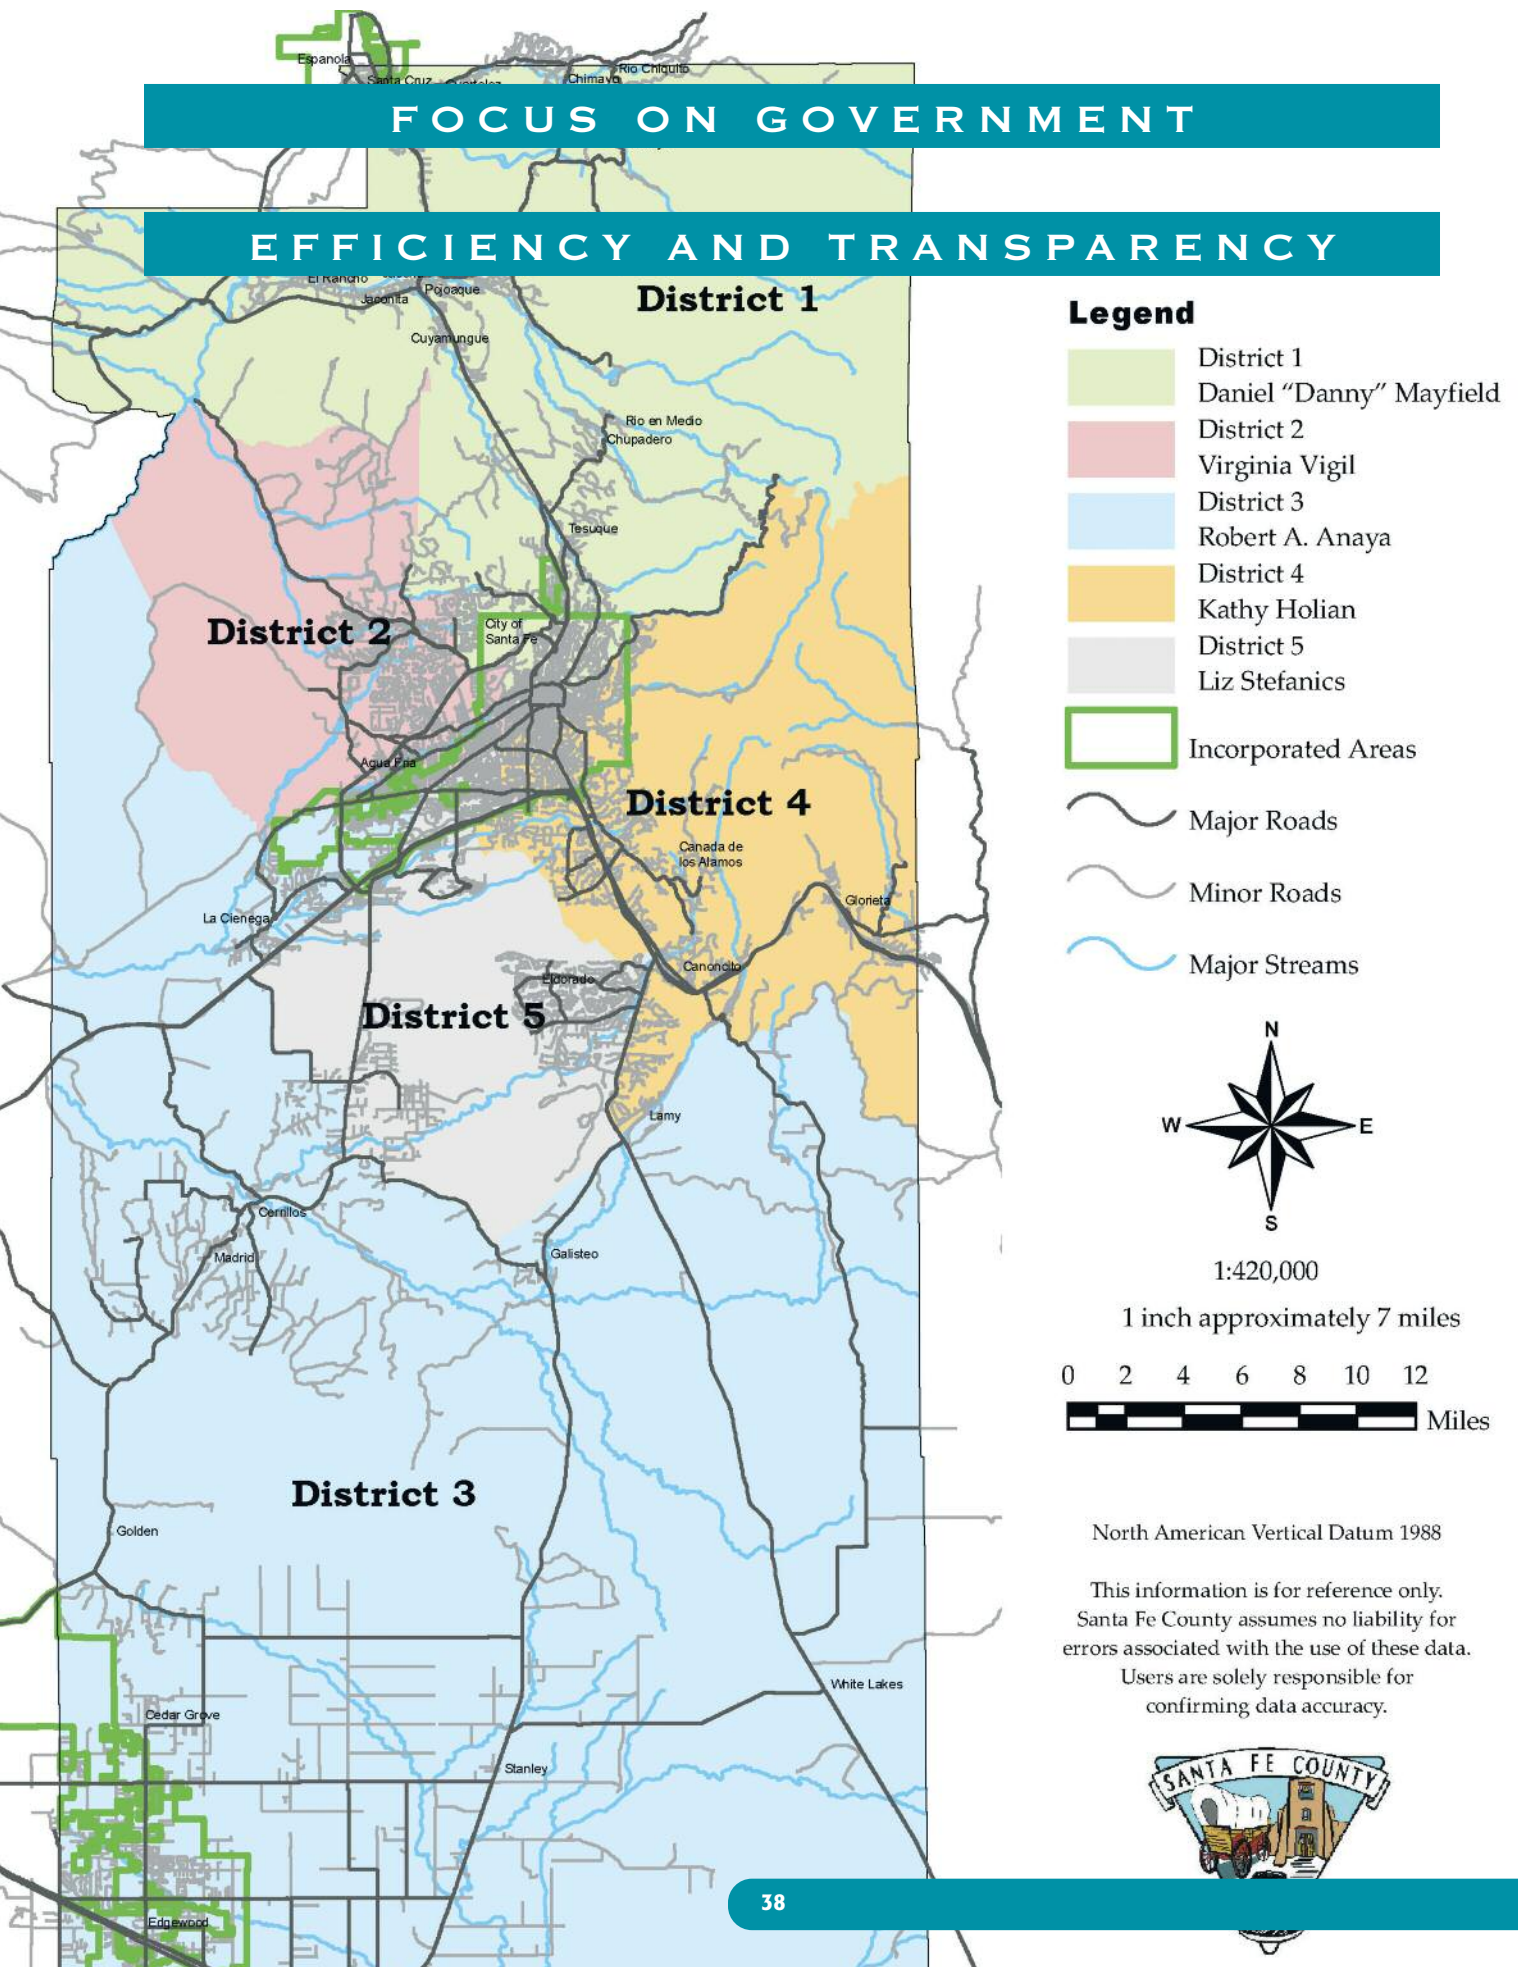 Espanola
Santa Cruz
Chimayo
Rio Chiquito
FOCUS ON GOVERNMENT
EFFICIENCY AND TRANSPARENCY
El Rancho
Jaconita
Pojoaque
District 1
Cuyamungue
Rio en Medio
Chupadero
Tesuque
District 2
City of
Santa Fe
Agua Fria
District 4
Canada de
los Alamos
La Cienega
Glorieta
Canoncito
Eldorado
District 5
Lamy
Cerrillos
Madrid
Galisteo
District 3
Golden
White Lakes
Cedar Grove
Stanley
Edgewood
Legend
District 1
Daniel “Danny” Mayfield
District 2
Virginia Vigil
District 3
Robert A. Anaya
District 4
Kathy Holian
District 5
Liz Stefanics
Incorporated Areas
Major Roads
Minor Roads
Major Streams
N
W E
S
1:420,000
1 inch approximately 7 miles
0 2 4 6 8 10 12
Miles
North American Vertical Datum 1988
This information is for reference only.
Santa Fe County assumes no liability for
errors associated with the use of these data.
Users are solely responsible for
confirming data accuracy.
SANTA FE COUNTY
38